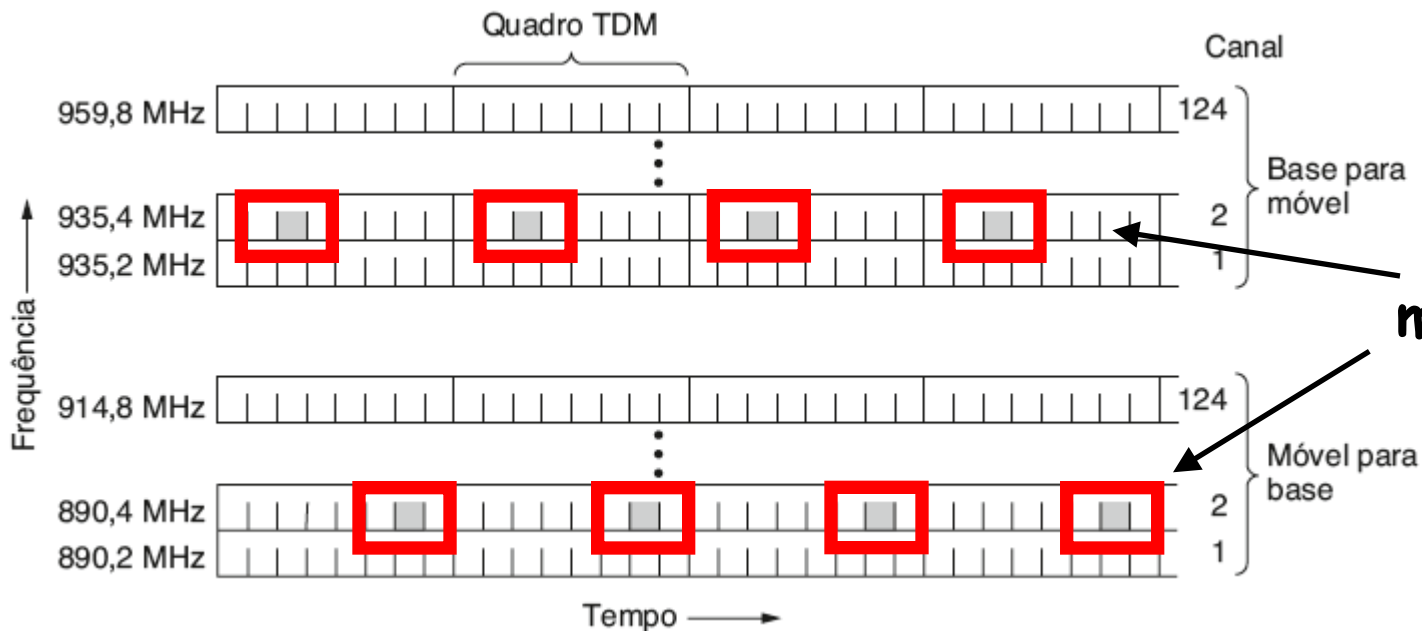 Quadro TDM
Canal
959,8 MHz
124
935,4 MHz
2
935,2 MHz
1
Base para
móvel
Frequência
914,8 MHz
124
890,4 MHz
2
890,2 MHz
1
Móvel para
base
Tempo